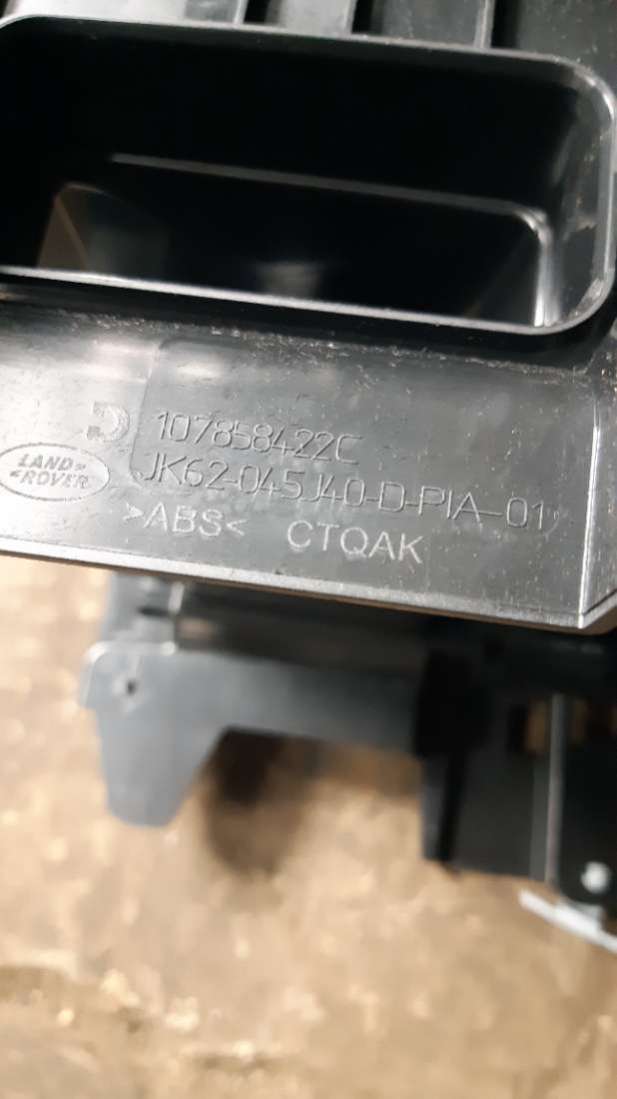 107858422C
LAND
ROVER
JK62-045J40-D-PIA-01
>ABS< CTQAK